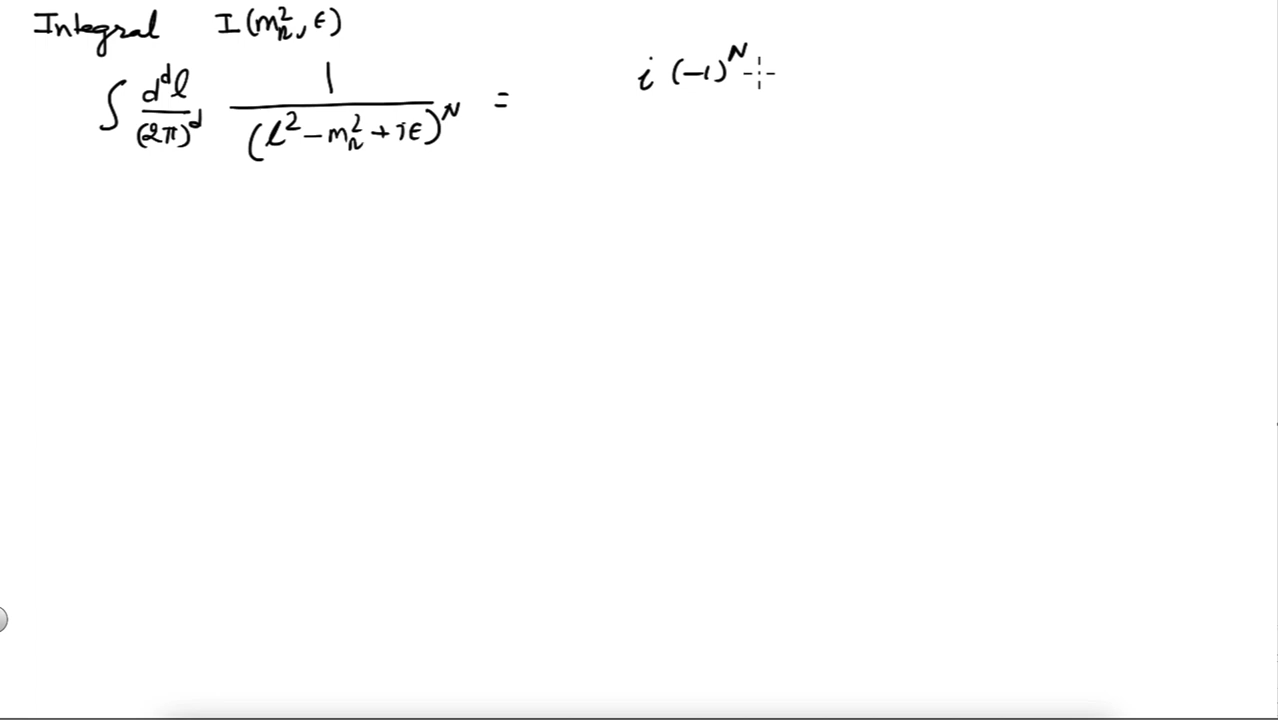 Integral I(m_n^2, ϵ)
∫ d^dl/(2π)^d 1/(l^2 - m_n^2 + iϵ)^N = i (-1)^N